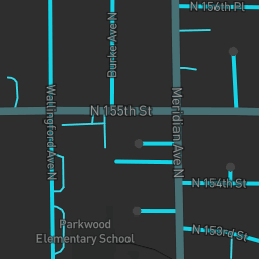 N 156th Pl
Burke Ave N
N 155th St
Wallingford Ave N
Meridian Ave N
N 154th St
Parkwood
Elementary School
N 153rd St